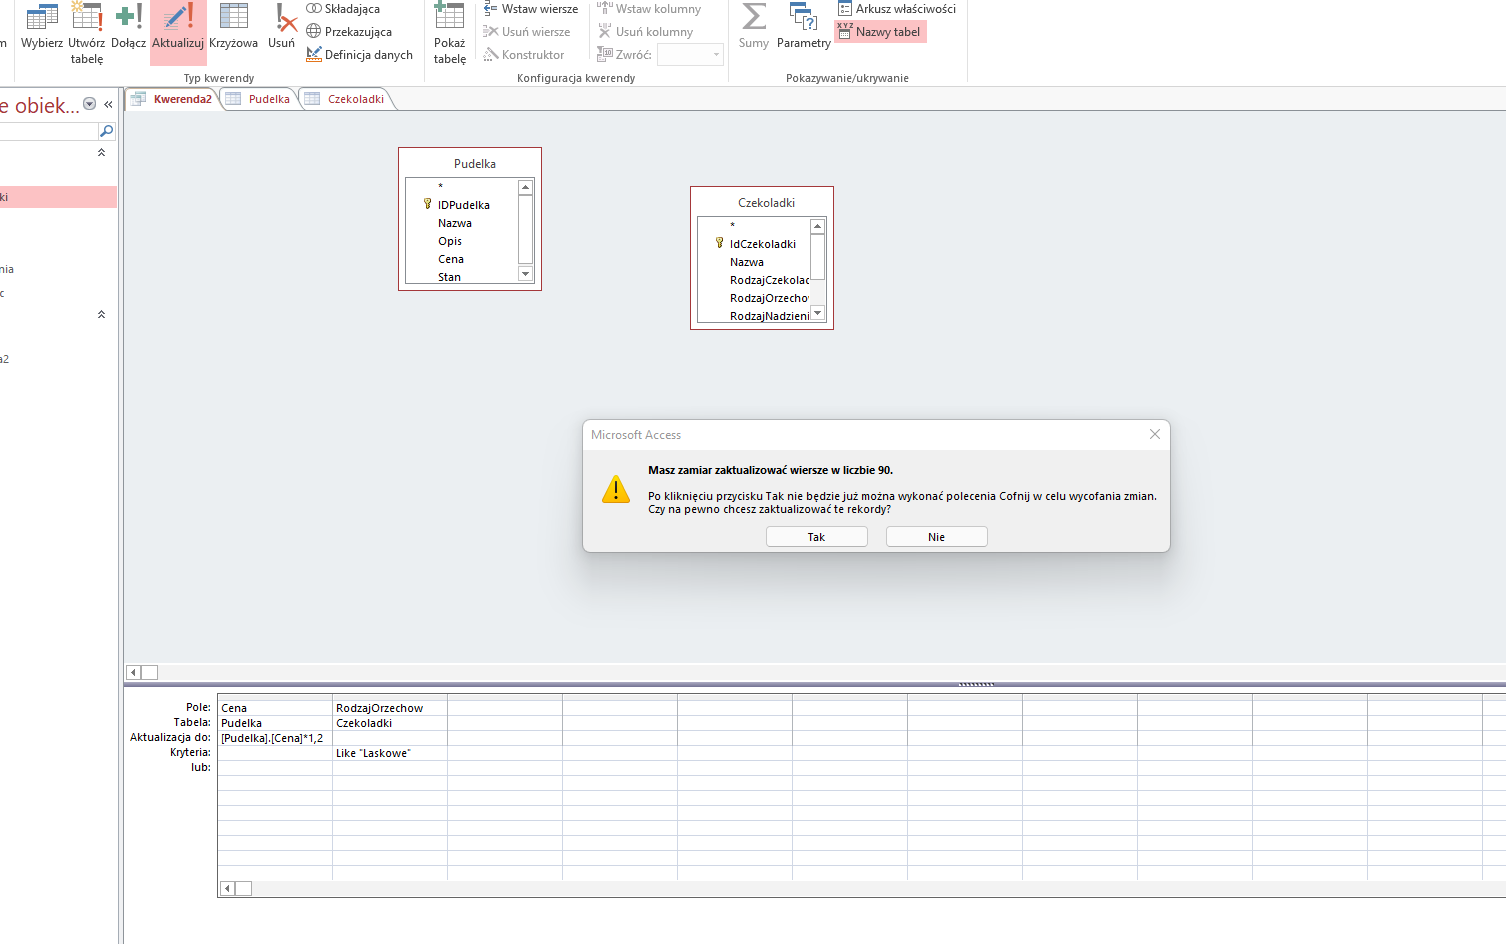 m
Wybierz
Utwórz tabelę
Dołącz
Aktualizuj
Krzyżowa
Usuń
Składająca
Przekazująca
Definicja danych
Typ kwerendy
Pokaż tabelę
Wstaw wiersze
Usuń wiersze
Konstruktor
Wstaw kolumny
Usuń kolumny
Zwróć:
Konfiguracja kwerendy
Sumy
Parametry
Arkusz właściwości
XYZ
Nazwy tabel
Pokazywanie/ukrywanie
e obiek...
ki
nia
c
a2
Kwerenda2
Pudelka
Czekoladki
Pudelka
*
IDPudelka
Nazwa
Opis
Cena
Stan
Czekoladki
*
IdCzekoladki
Nazwa
RodzajCzekolad
RodzajOrzechov
RodzajNadzieni
Microsoft Access
Masz zamiar zaktualizować wiersze w liczbie 90.
Po kliknięciu przycisku Tak nie będzie już można wykonać polecenia Cofnij w celu wycofania zmian.
Czy na pewno chcesz zaktualizować te rekordy?
Tak
Nie
Pole: Cena RodzajOrzechow
Tabela: Pudelka Czekoladki
Aktualizacja do: [Pudelka].[Cena]*1,2
Kryteria: Like "Laskowe"
lub: